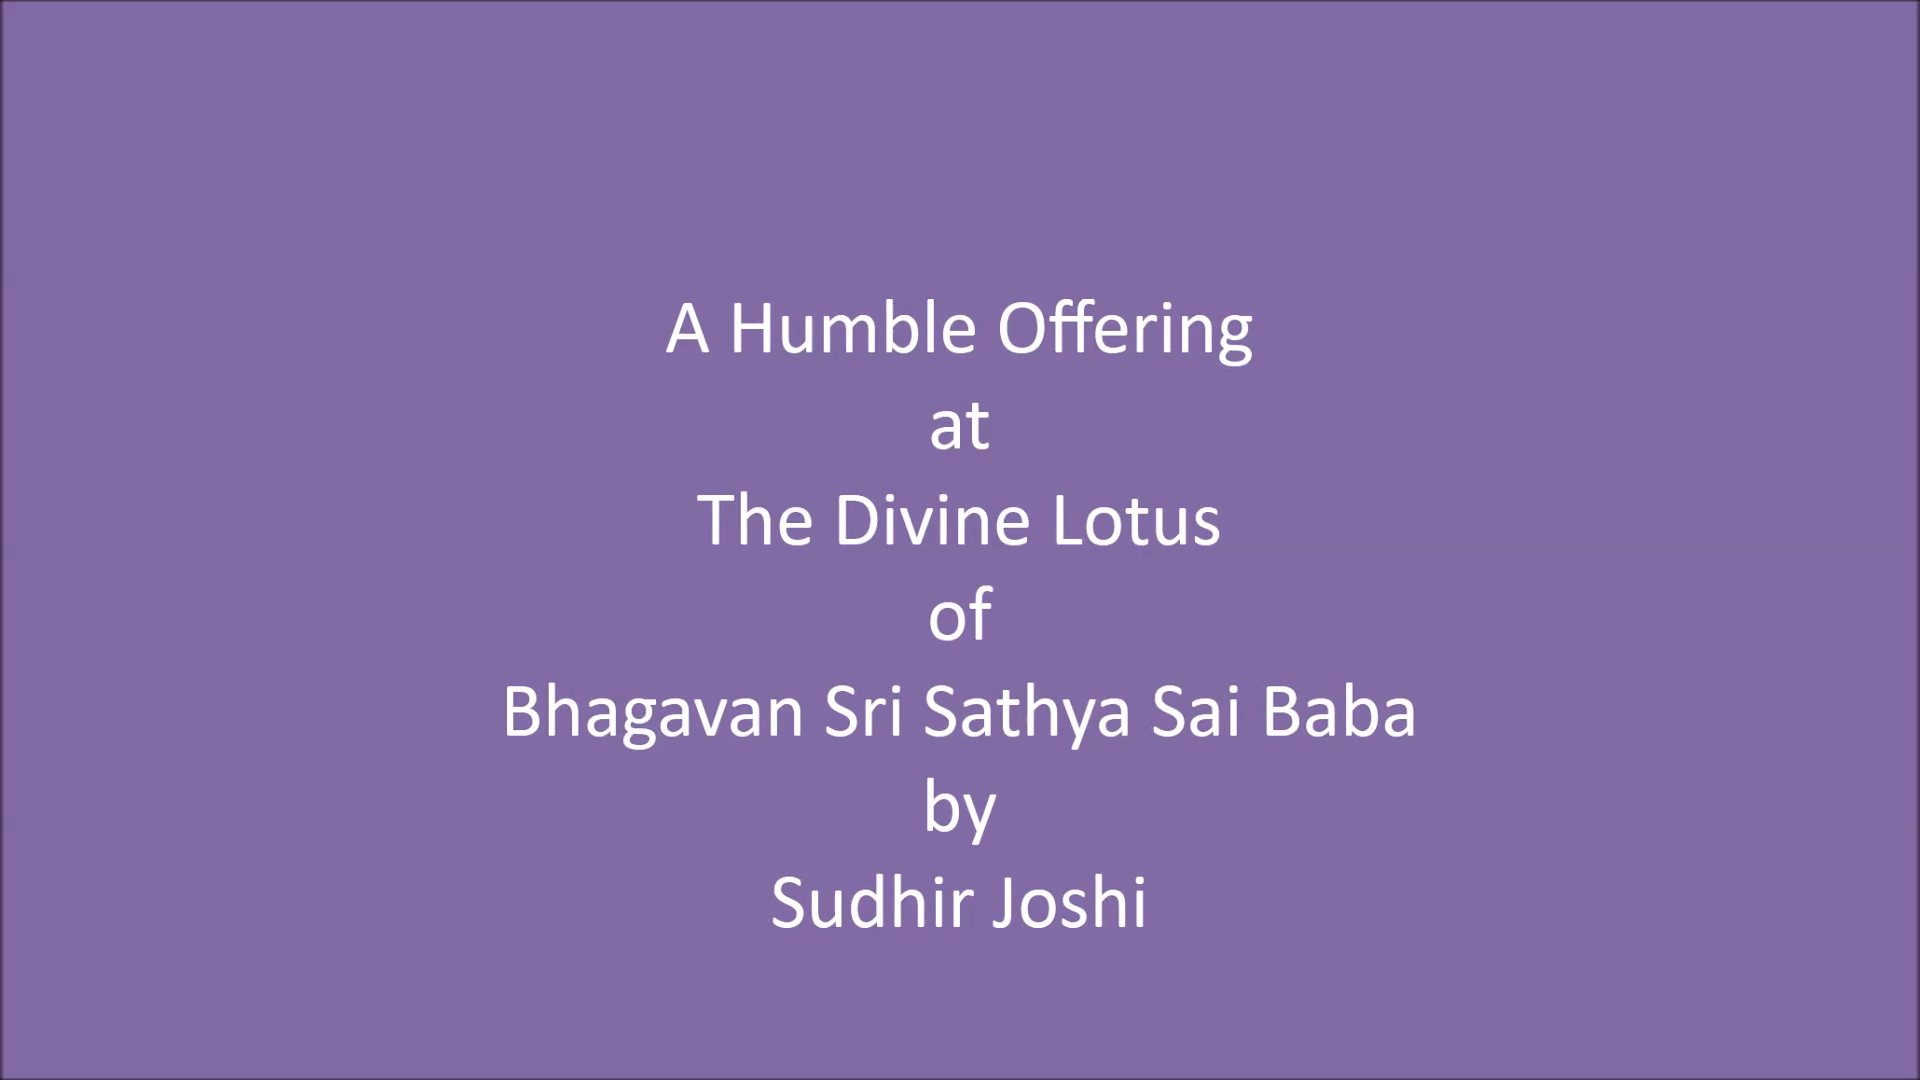 A Humble Offering
at
The Divine Lotus
of
Bhagavan Sri Sathya Sai Baba
by
Sudhir Joshi